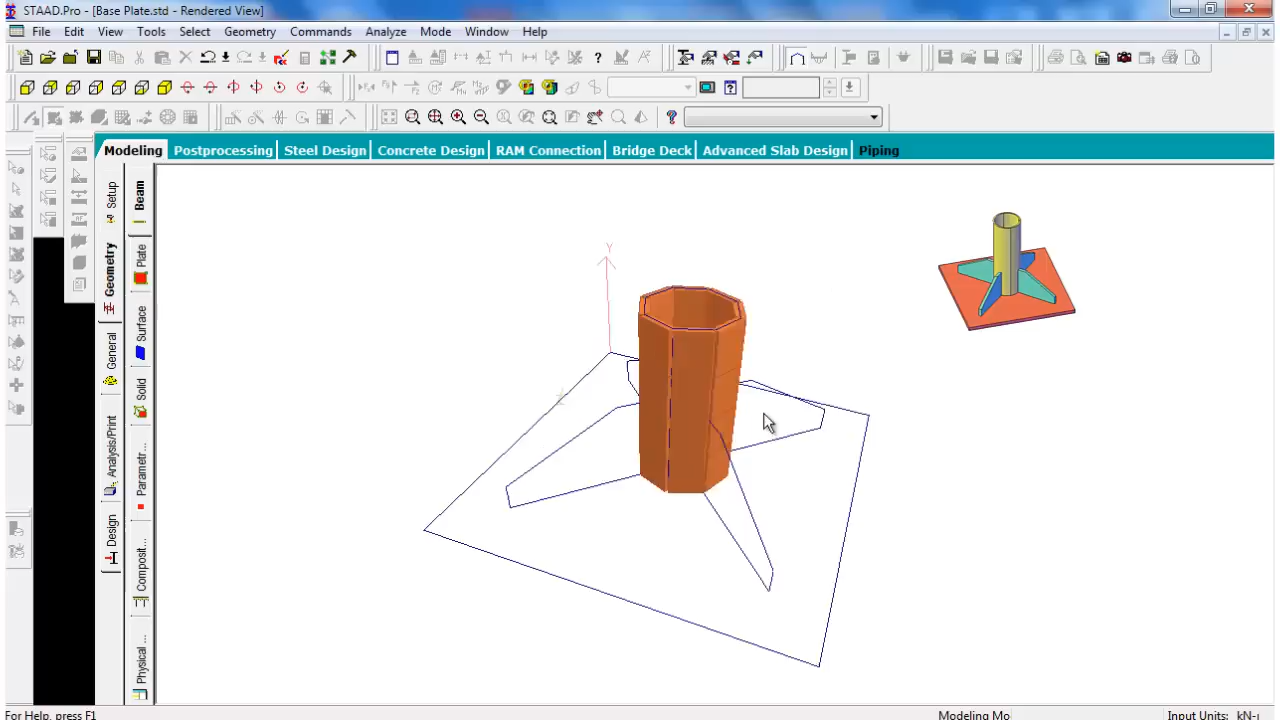 STAAD.Pro - [Base Plate.std - Rendered View]
File Edit View Tools Select Geometry Commands Analyze Mode Window Help
Modeling Postprocessing Steel Design Concrete Design RAM Connection Bridge Deck Advanced Slab Design Piping
Setup
Geometry
General
Analysis/Print
Design
Beam
Plate
Surface
Solid
Parametr...
Composit...
Physical ...
Y
For Help, press F1
Modeling Mo
Input Units: